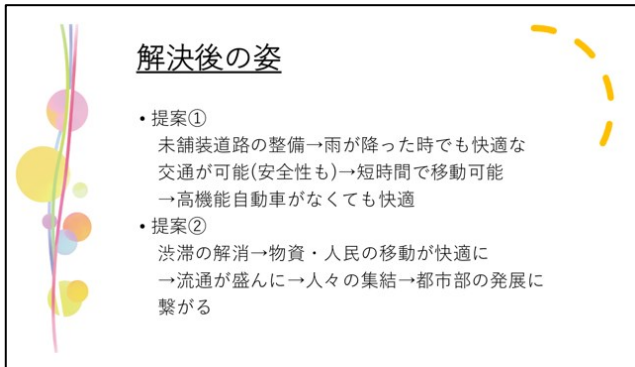 解決後の姿
• 提案①
未舗装道路の整備→雨が降った時でも快適な
交通が可能(安全性も)→短時間で移動可能
→高機能自動車がなくても快適
• 提案②
渋滞の解消→物資・人民の移動が快適に
→流通が盛んに→人々の集結→都市部の発展に
繋がる